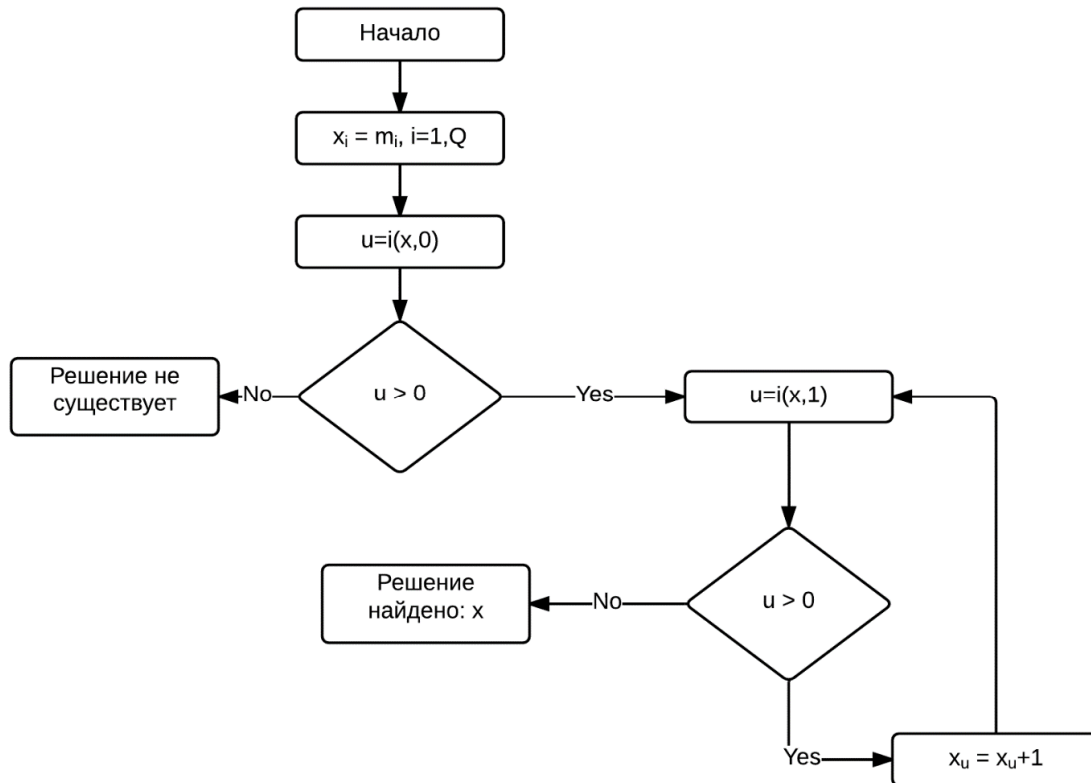 Начало
xᵢ = mᵢ, i=1,Q
u=i(x,0)
u > 0
No
Решение не
существует
Yes
u=i(x,1)
u > 0
No
Решение
найдено: x
Yes
xᵤ = xᵤ+1